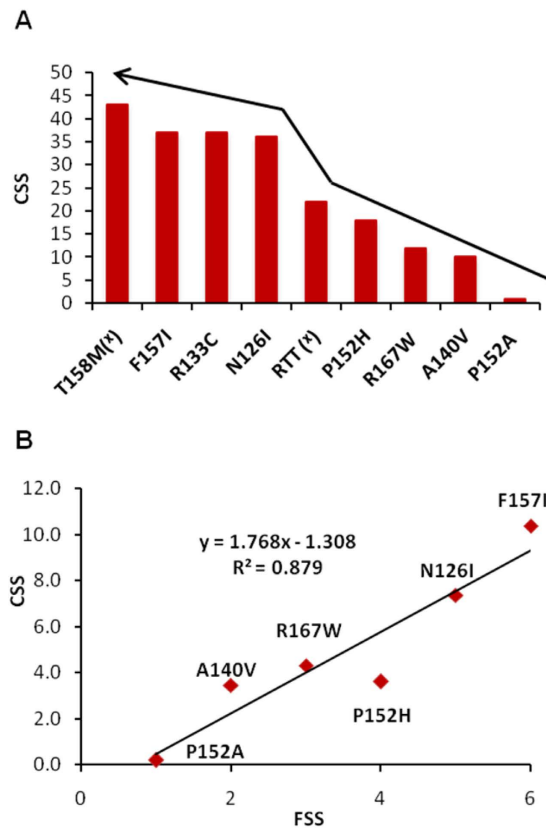 A
50
45
40
35
30
25
20
15
10
5
0
CSS
T158M(*)
F157I
R133C
N126I
RTT (*)
P152H
R167W
A140V
P152A
B
12.0
10.0
8.0
6.0
4.0
2.0
0.0
CSS
F157I
y = 1.768x - 1.308
R² = 0.879
N126I
R167W
A140V
P152H
P152A
0 2 4 6
FSS